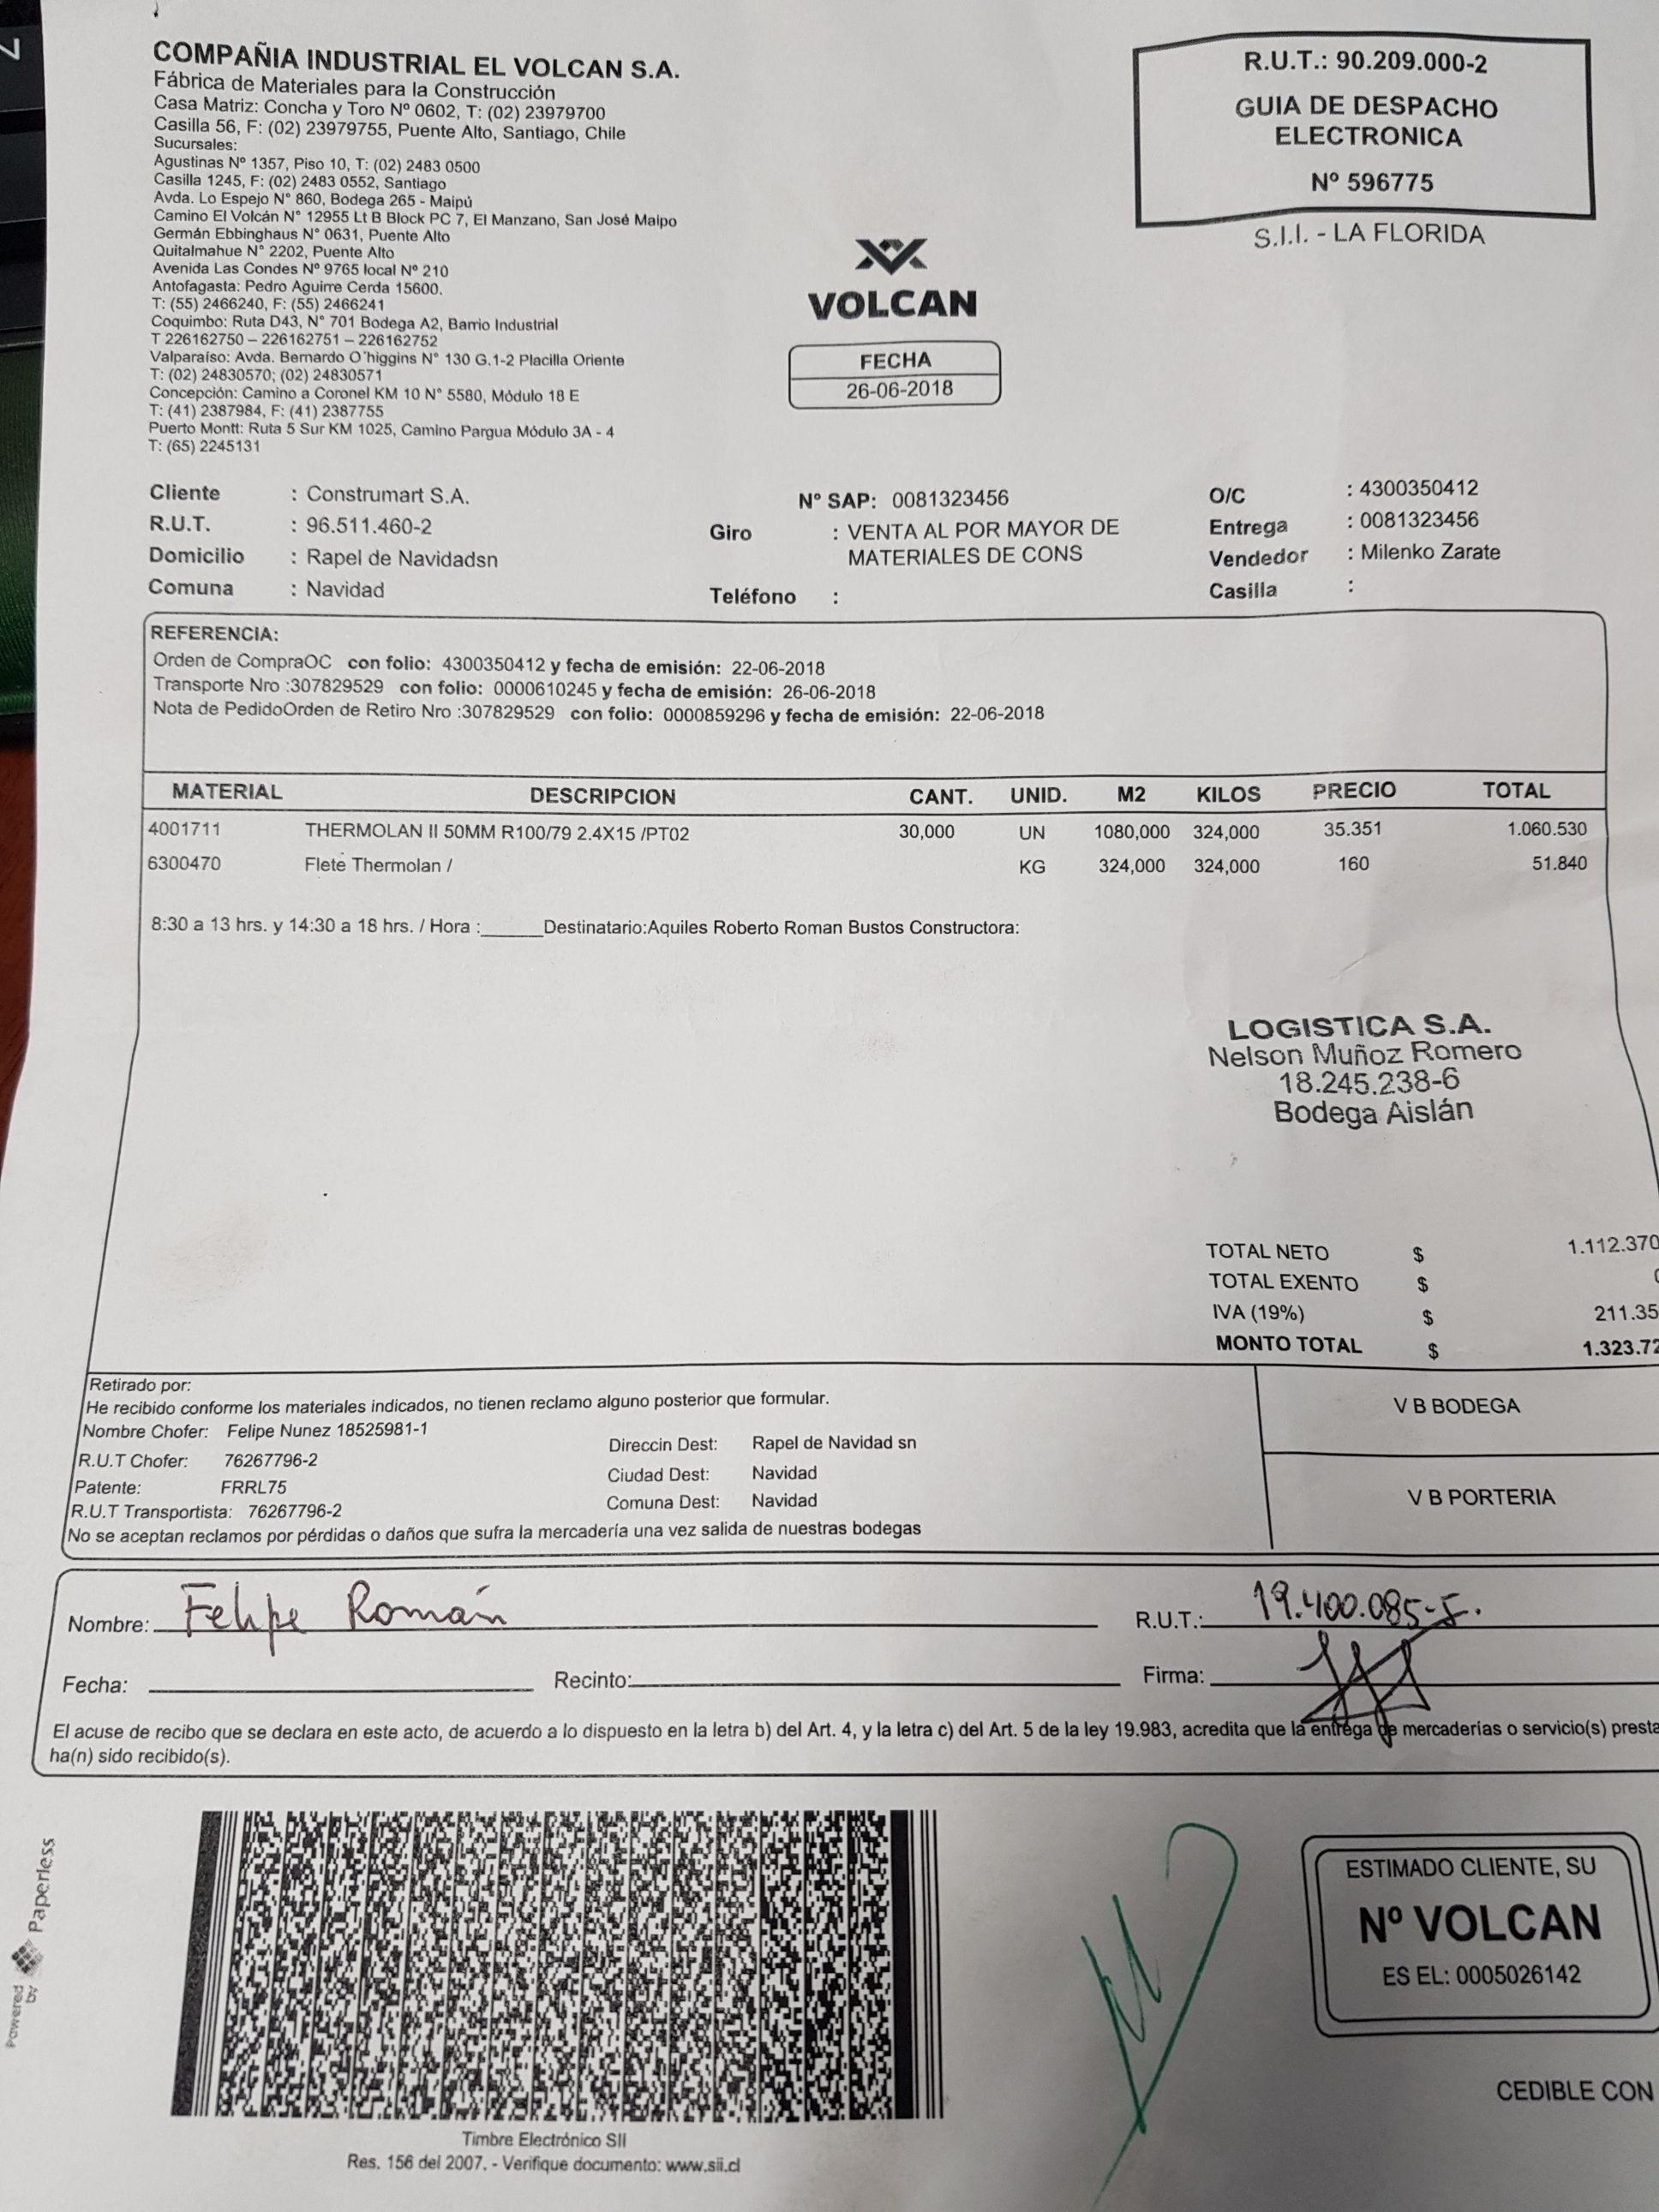 COMPAÑIA INDUSTRIAL EL VOLCAN S.A.
Fábrica de Materiales para la Construcción
Casa Matriz: Concha y Toro Nº 0602, T: (02) 23979700
Casilla 56, F: (02) 23979755, Puente Alto, Santiago, Chile
Sucursales:
Agustinas Nº 1357, Piso 10, T: (02) 2483 0500
Casilla 1245, F: (02) 2483 0552, Santiago
Avda. Lo Espejo N° 860, Bodega 265 - Maipú
Camino El Volcán N° 12955 Lt B Block PC 7, El Manzano, San José Maipo
Germán Ebbinghaus N° 0631, Puente Alto
Quitalmahue N° 2202, Puente Alto
Avenida Las Condes Nº 9765 local Nº 210
Antofagasta: Pedro Aguirre Cerda 15600.
T: (55) 2466240, F: (55) 2466241
Coquimbo: Ruta D43, N° 701 Bodega A2, Barrio Industrial
T 226162750 – 226162751 – 226162752
Valparaíso: Avda. Bernardo O´higgins N° 130 G.1-2 Placilla Oriente
T: (02) 24830570; (02) 24830571
Concepción: Camino a Coronel KM 10 N° 5580, Módulo 18 E
T: (41) 2387984, F: (41) 2387755
Puerto Montt: Ruta 5 Sur KM 1025, Camino Pargua Módulo 3A - 4
T: (65) 2245131
VOLCAN
FECHA
26-06-2018
R.U.T.: 90.209.000-2
GUIA DE DESPACHO
ELECTRONICA
Nº 596775
S.I.I. - LA FLORIDA
Cliente : Construmart S.A. Nº SAP: 0081323456 O/C : 4300350412
R.U.T. : 96.511.460-2 Giro : VENTA AL POR MAYOR DE Entrega : 0081323456
Domicilio : Rapel de Navidadsn MATERIALES DE CONS Vendedor : Milenko Zarate
Comuna : Navidad Teléfono : Casilla :
REFERENCIA:
Orden de CompraOC con folio: 4300350412 y fecha de emisión: 22-06-2018
Transporte Nro :307829529 con folio: 0000610245 y fecha de emisión: 26-06-2018
Nota de PedidoOrden de Retiro Nro :307829529 con folio: 0000859296 y fecha de emisión: 22-06-2018
MATERIAL DESCRIPCION CANT. UNID. M2 KILOS PRECIO TOTAL
4001711 THERMOLAN II 50MM R100/79 2.4X15 /PT02 30,000 UN 1080,000 324,000 35.351 1.060.530
6300470 Flete Thermolan / KG 324,000 324,000 160 51.840
8:30 a 13 hrs. y 14:30 a 18 hrs. / Hora :______Destinatario:Aquiles Roberto Roman Bustos Constructora:
LOGISTICA S.A.
Nelson Muñoz Romero
18.245.238-6
Bodega Aislán
TOTAL NETO $ 1.112.370
TOTAL EXENTO $
IVA (19%) $ 211.35
MONTO TOTAL $ 1.323.72
Retirado por:
He recibido conforme los materiales indicados, no tienen reclamo alguno posterior que formular.
Nombre Chofer: Felipe Nunez 18525981-1 Direccin Dest: Rapel de Navidad sn
R.U.T Chofer: 76267796-2 Ciudad Dest: Navidad
Patente: FRRL75 Comuna Dest: Navidad
R.U.T Transportista: 76267796-2
No se aceptan reclamos por pérdidas o daños que sufra la mercadería una vez salida de nuestras bodegas
V B BODEGA
V B PORTERIA
Nombre: Felipe Román R.U.T.: 19.400.085-
Fecha: Recinto: Firma:
El acuse de recibo que se declara en este acto, de acuerdo a lo dispuesto en la letra b) del Art. 4, y la letra c) del Art. 5 de la ley 19.983, acredita que la entrega de mercaderías o servicio(s) presta
ha(n) sido recibido(s).
Powered by Paperless
Timbre Electrónico SII
Res. 156 del 2007. - Verifique documento: www.sii.cl
ESTIMADO CLIENTE, SU
Nº VOLCAN
ES EL: 0005026142
CEDIBLE CON